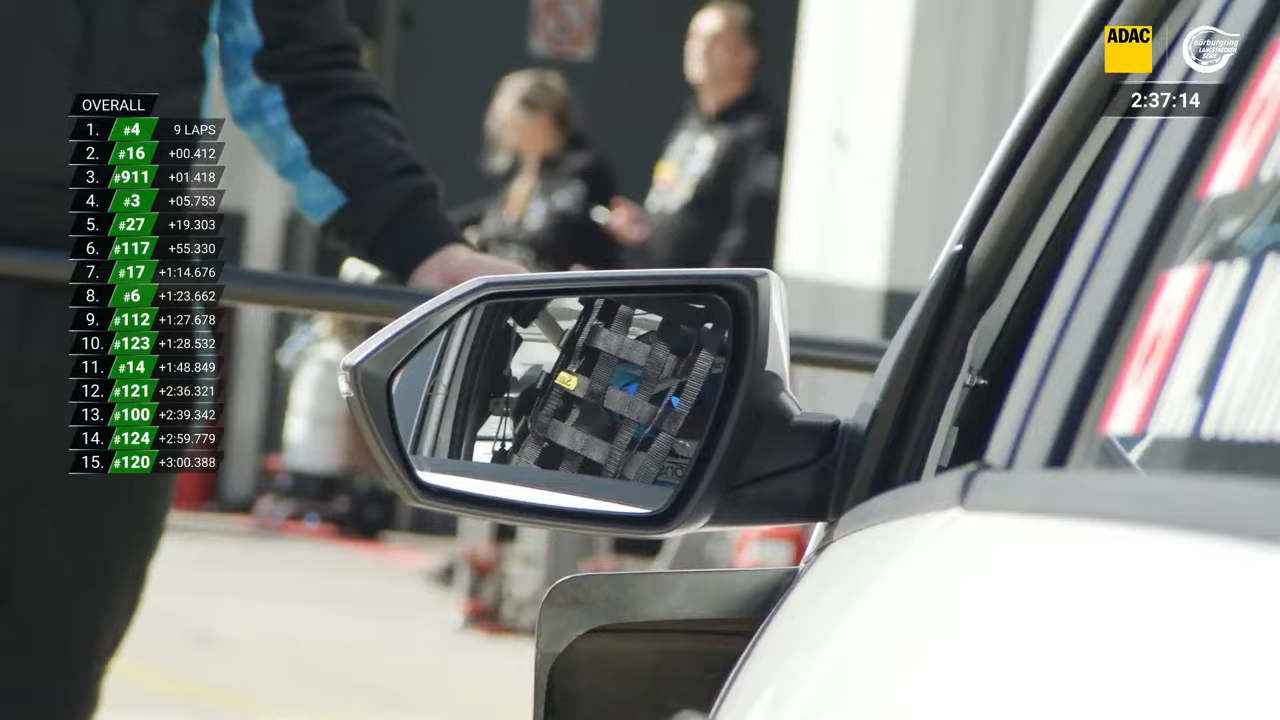 ADAC
nürburgring
LANGSTRECKEN
SERIE
2:37:14
OVERALL
1. #4 9 LAPS
2. #16 +00.412
3. #911 +01.418
4. #3 +05.753
5. #27 +19.303
6. #117 +55.330
7. #17 +1:14.676
8. #6 +1:23.662
9. #112 +1:27.678
10. #123 +1:28.532
11. #14 +1:48.849
12. #121 +2:36.321
13. #100 +2:39.342
14. #124 +2:59.779
15. #120 +3:00.388